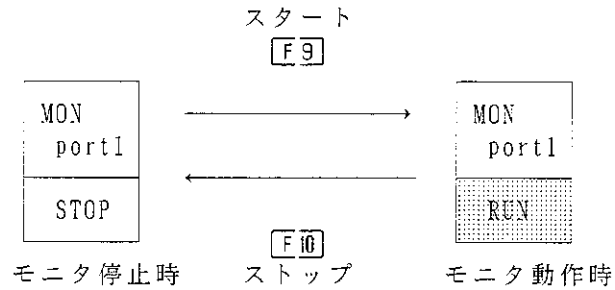 スタート
F9
MON
port1
STOP
MON
port1
RUN
F10
モニタ停止時
ストップ
モニタ動作時